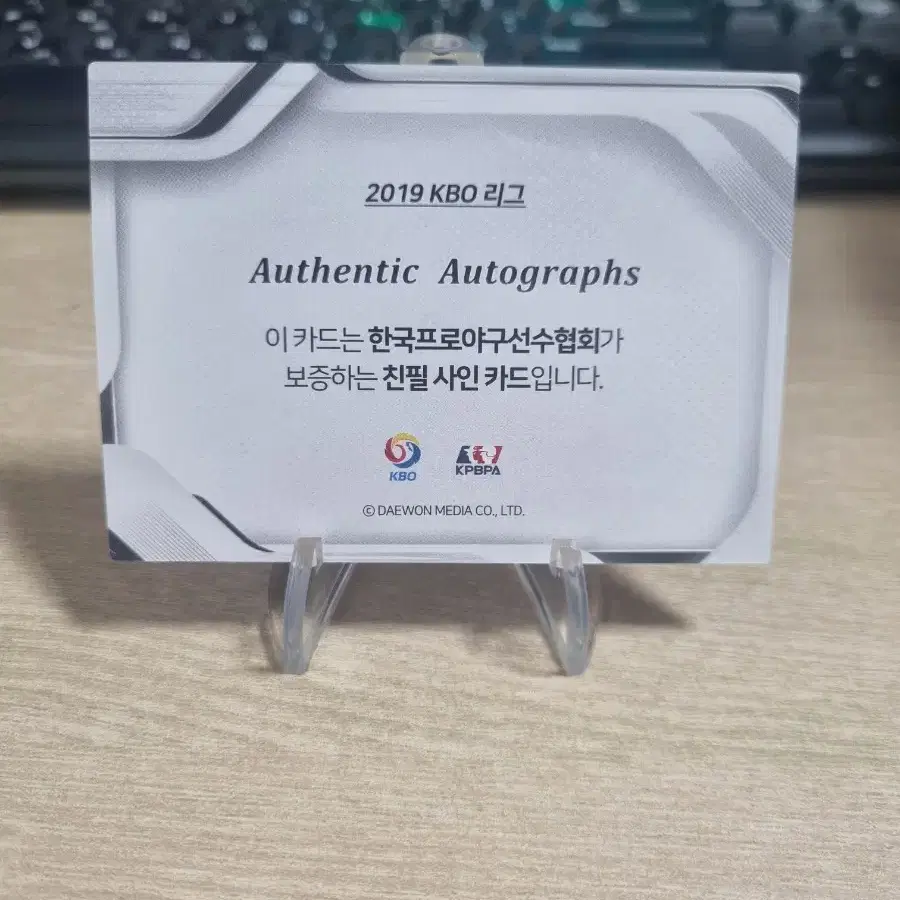 2019 KBO 리그
Authentic Autographs
이 카드는 한국프로야구선수협회가
보증하는 친필 사인 카드입니다.
KBO KPBPA
© DAEWON MEDIA CO., LTD.